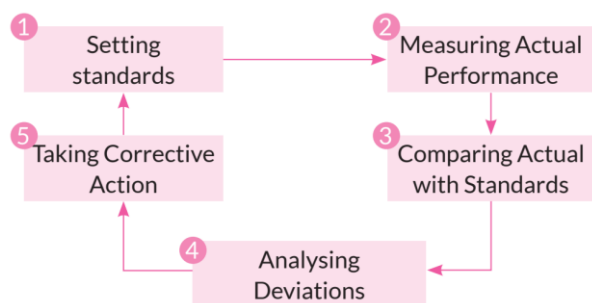 1
Setting
standards
2
Measuring Actual
Performance
3
Comparing Actual
with Standards
4
Analysing
Deviations
5
Taking Corrective
Action